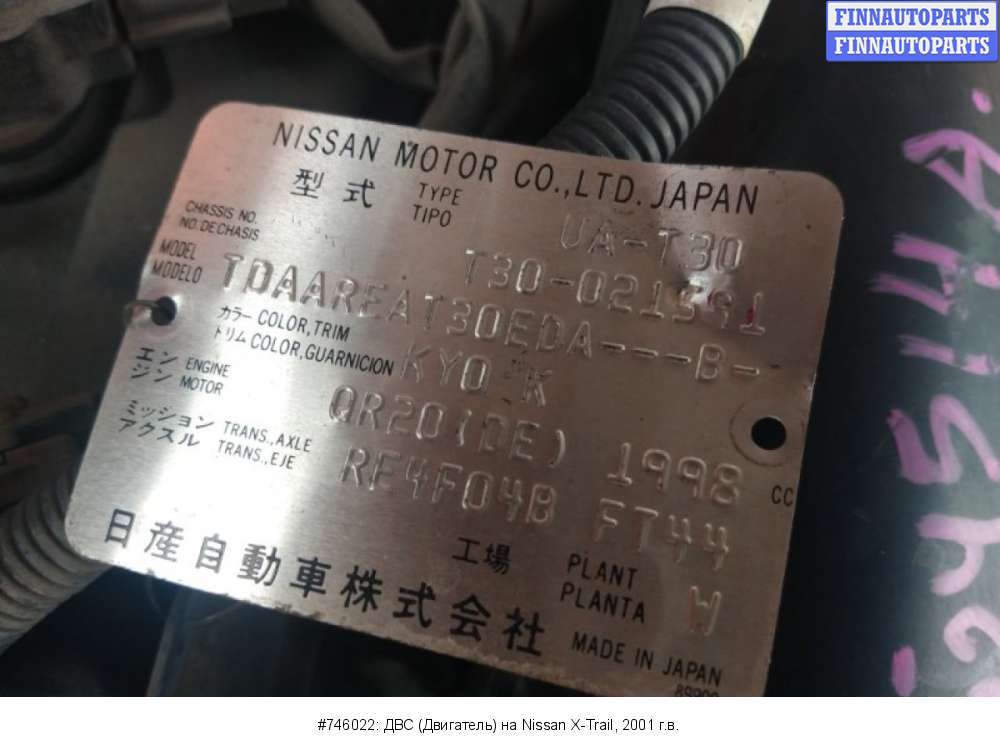 FINNAUTOPARTS
FINNAUTOPARTS
NISSAN MOTOR CO.,LTD. JAPAN
型式 TYPE TIPO UA-T30
CHASSIS NO.
NO. DE CHASIS T30-021591
MODEL
MODELO TDAAREAT30EDA---B--
カラー COLOR,TRIM
トリム COLOR,GUARNICION KY0 K
エン ENGINE
ジン MOTOR QR20(DE) 1998 CC
ミッション TRANS.,AXLE
アクスル TRANS.,EJE RE4F04B FT44
工場 PLANT
PLANTA W
日産自動車株式会社
MADE IN JAPAN
#746022: ДВС (Двигатель) на Nissan X-Trail, 2001 г.в.